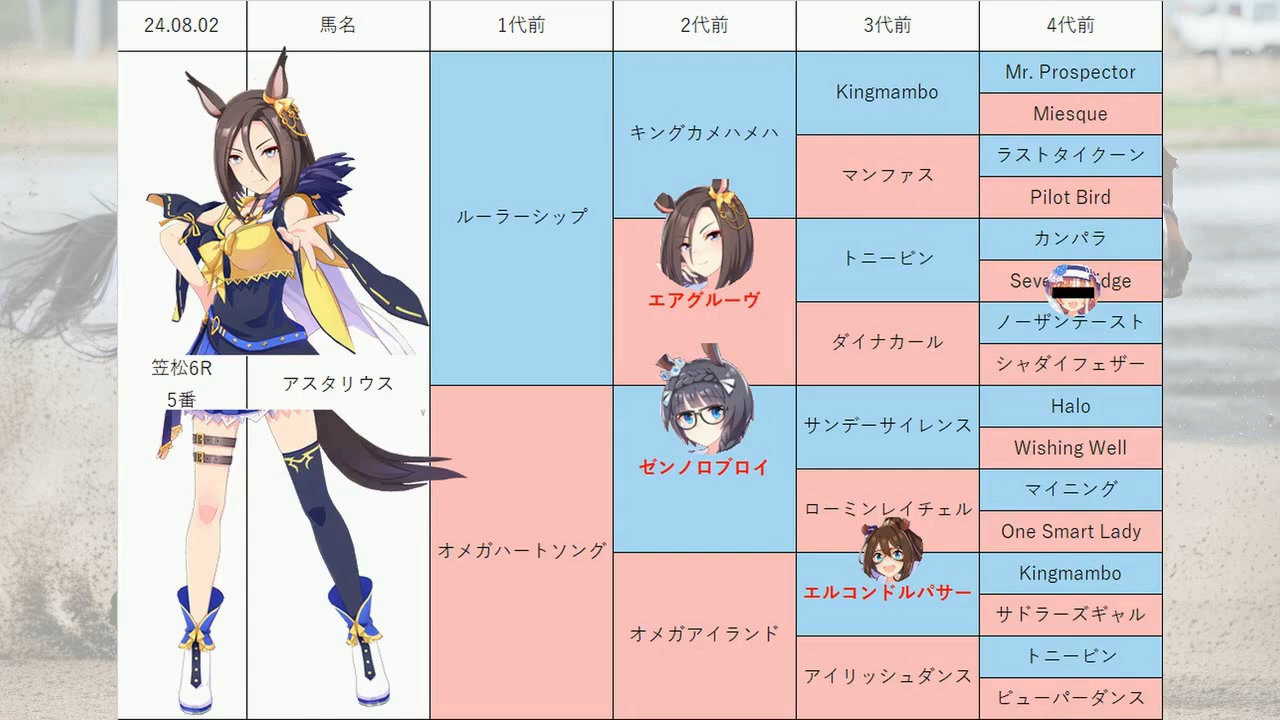 24.08.02
馬名
1代前
2代前
3代前
4代前
笠松6R
5番
アスタリウス
ルーラーシップ
オメガハートソング
キングカメハメハ
エアグルーヴ
ゼンノロブロイ
オメガアイランド
Kingmambo
マンファス
トニービン
ダイナカール
サンデーサイレンス
ローミンレイチェル
エルコンドルパサー
アイリッシュダンス
Mr. Prospector
Miesque
ラストタイクーン
Pilot Bird
カンパラ
ノーザンテースト
シャダイフェザー
Halo
Wishing Well
マイニング
One Smart Lady
Kingmambo
サドラーズギャル
トニービン
ビューパーダンス